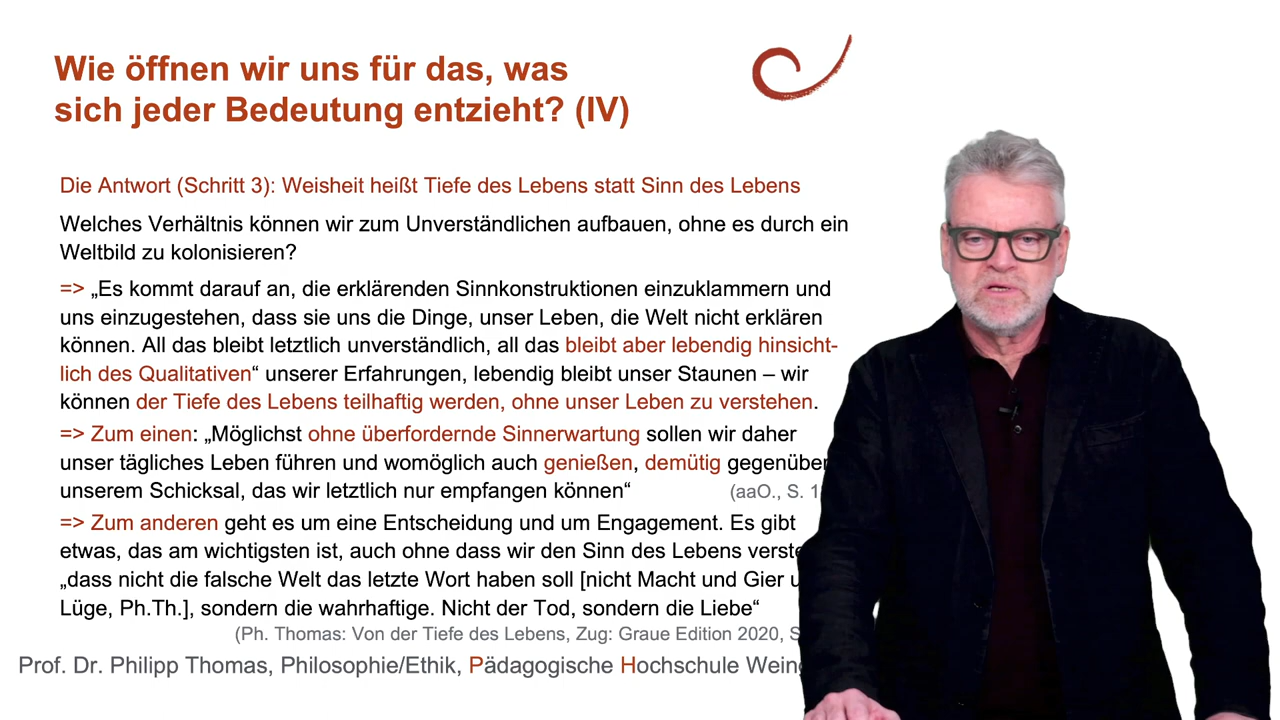 Wie öffnen wir uns für das, was
sich jeder Bedeutung entzieht? (IV)
Die Antwort (Schritt 3): Weisheit heißt Tiefe des Lebens statt Sinn des Lebens
Welches Verhältnis können wir zum Unverständlichen aufbauen, ohne es durch ein
Weltbild zu kolonisieren?
=> „Es kommt darauf an, die erklärenden Sinnkonstruktionen einzuklammern und
uns einzugestehen, dass sie uns die Dinge, unser Leben, die Welt nicht erklären
können. All das bleibt letztlich unverständlich, all das bleibt aber lebendig hinsicht-
lich des Qualitativen“ unserer Erfahrungen, lebendig bleibt unser Staunen – wir
können der Tiefe des Lebens teilhaftig werden, ohne unser Leben zu verstehen.
=> Zum einen: „Möglichst ohne überfordernde Sinnerwartung sollen wir daher
unser tägliches Leben führen und womöglich auch genießen, demütig gegenüber
unserem Schicksal, das wir letztlich nur empfangen können“ (aaO., S.
=> Zum anderen geht es um eine Entscheidung und um Engagement. Es gibt
etwas, das am wichtigsten ist, auch ohne dass wir den Sinn des Lebens
„dass nicht die falsche Welt das letzte Wort haben soll [nicht Macht und Gier
Lüge, Ph.Th.], sondern die wahrhaftige. Nicht der Tod, sondern die Liebe“
(Ph. Thomas: Von der Tiefe des Lebens, Zug: Graue Edition 2020,
Prof. Dr. Philipp Thomas, Philosophie/Ethik, Pädagogische Hochschule